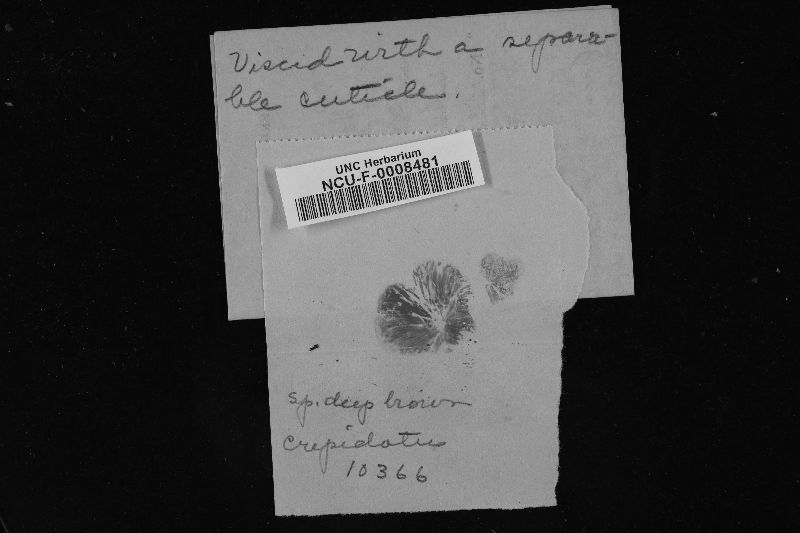 Viscid with a separa-
ble cuticle.
UNC Herbarium
NCU-F-0008481
sp. deep brown
crepidotus
10366